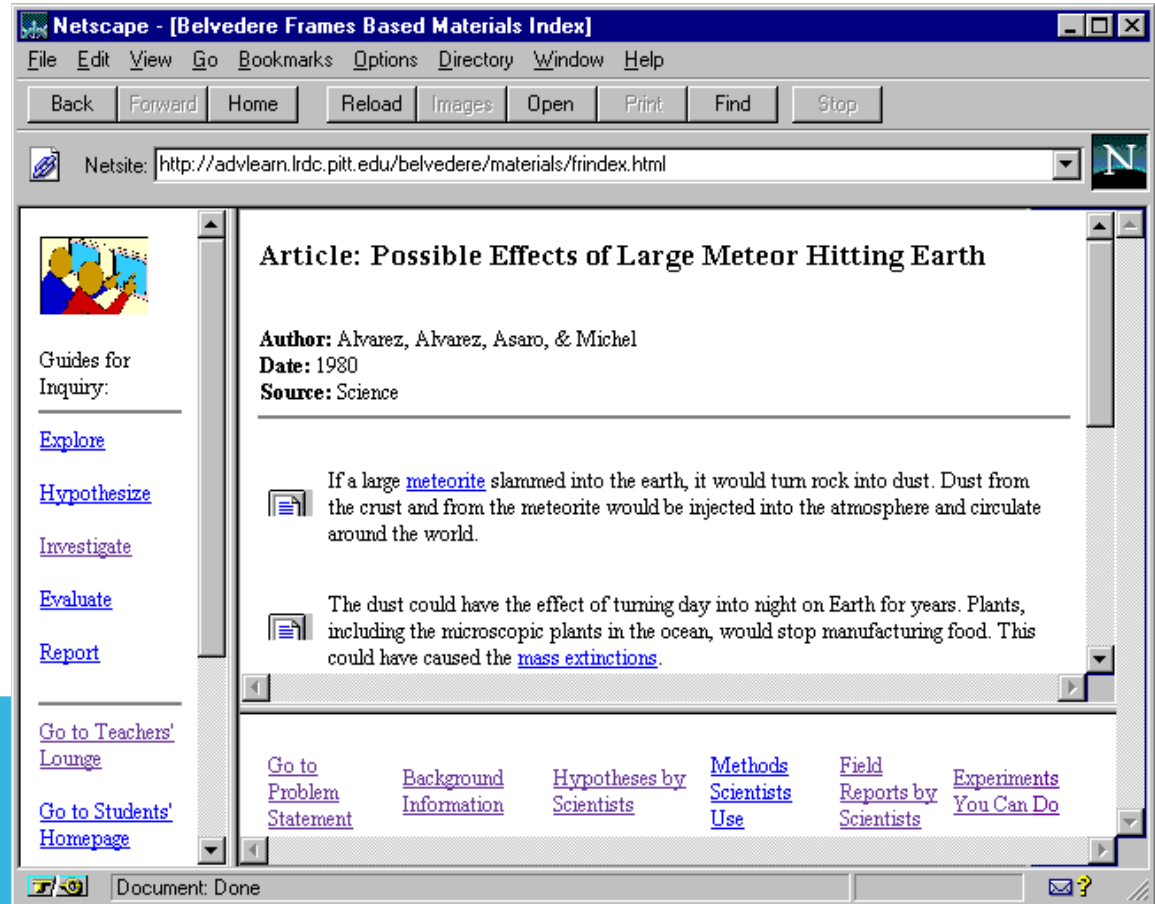 Netscape - [Belvedere Frames Based Materials Index]
File Edit View Go Bookmarks Options Directory Window Help
Back Forward Home Reload Images Open Print Find Stop
Netsite: http://advlearn.lrdc.pitt.edu/belvedere/materials/frindex.html
N
Guides for
Inquiry:
Explore
Hypothesize
Investigate
Evaluate
Report
Go to Teachers'
Lounge
Go to Students'
Homepage
Article: Possible Effects of Large Meteor Hitting Earth
Author: Alvarez, Alvarez, Asaro, & Michel
Date: 1980
Source: Science
If a large meteorite slammed into the earth, it would turn rock into dust. Dust from
the crust and from the meteorite would be injected into the atmosphere and circulate
around the world.
The dust could have the effect of turning day into night on Earth for years. Plants,
including the microscopic plants in the ocean, would stop manufacturing food. This
could have caused the mass extinctions.
Go to
Problem
Statement
Background
Information
Hypotheses by
Scientists
Methods
Scientists
Use
Field
Reports by
Scientists
Experiments
You Can Do
Document: Done
?